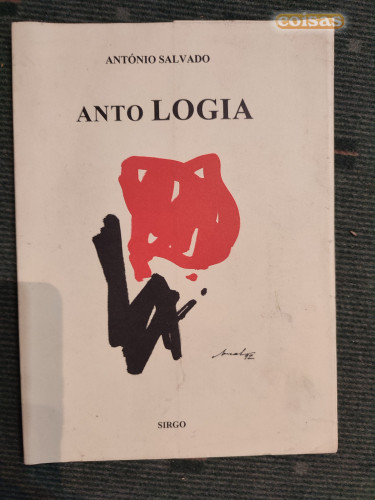 coisas
ANTÓNIO SALVADO
ANTO LOGIA
SIRGO